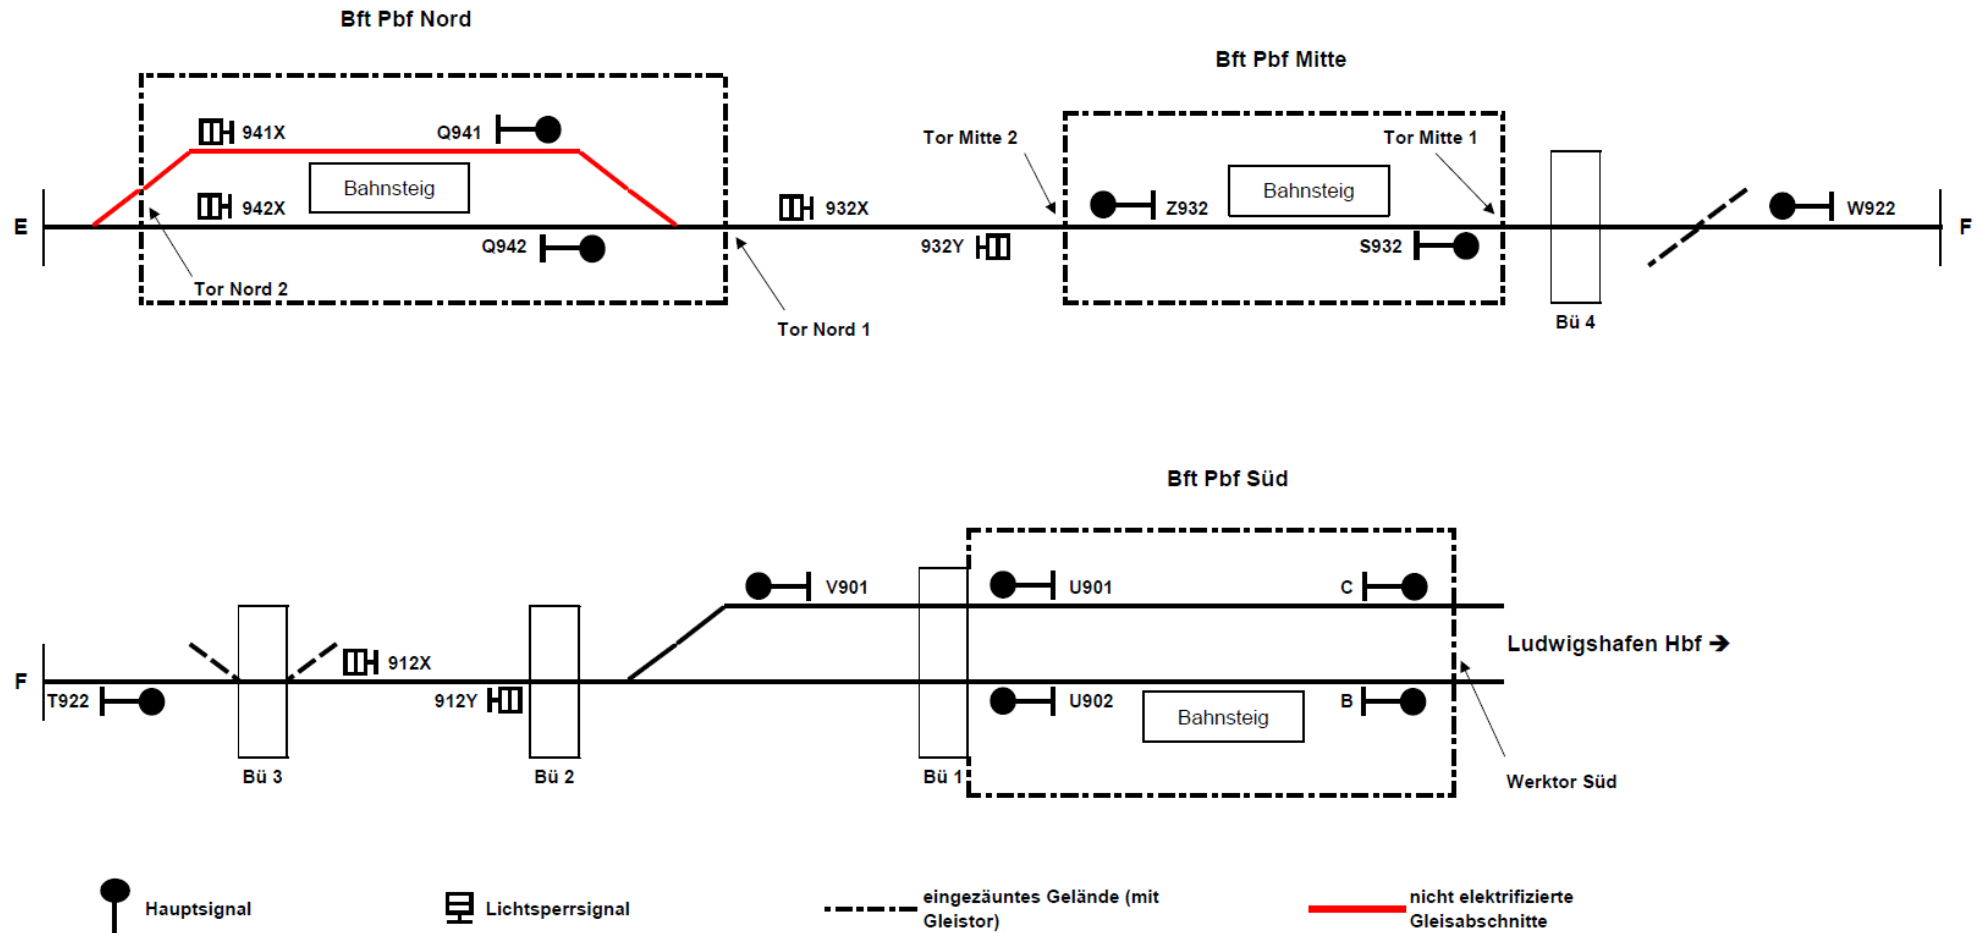 Bft Pbf Nord
Bft Pbf Mitte
941X
Q941
Tor Mitte 2
Tor Mitte 1
Bahnsteig
Bahnsteig
942X
932X
Z932
W922
E
F
Q942
932Y
S932
Tor Nord 2
Tor Nord 1
Bü 4
Bft Pbf Süd
V901
U901
C
Ludwigshafen Hbf ➔
912X
F
T922
912Y
U902
B
Bahnsteig
Bü 3
Bü 2
Bü 1
Werktor Süd
Hauptsignal
Lichtsperrsignal
eingezäuntes Gelände (mit
Gleistor)
nicht elektrifizierte
Gleisabschnitte